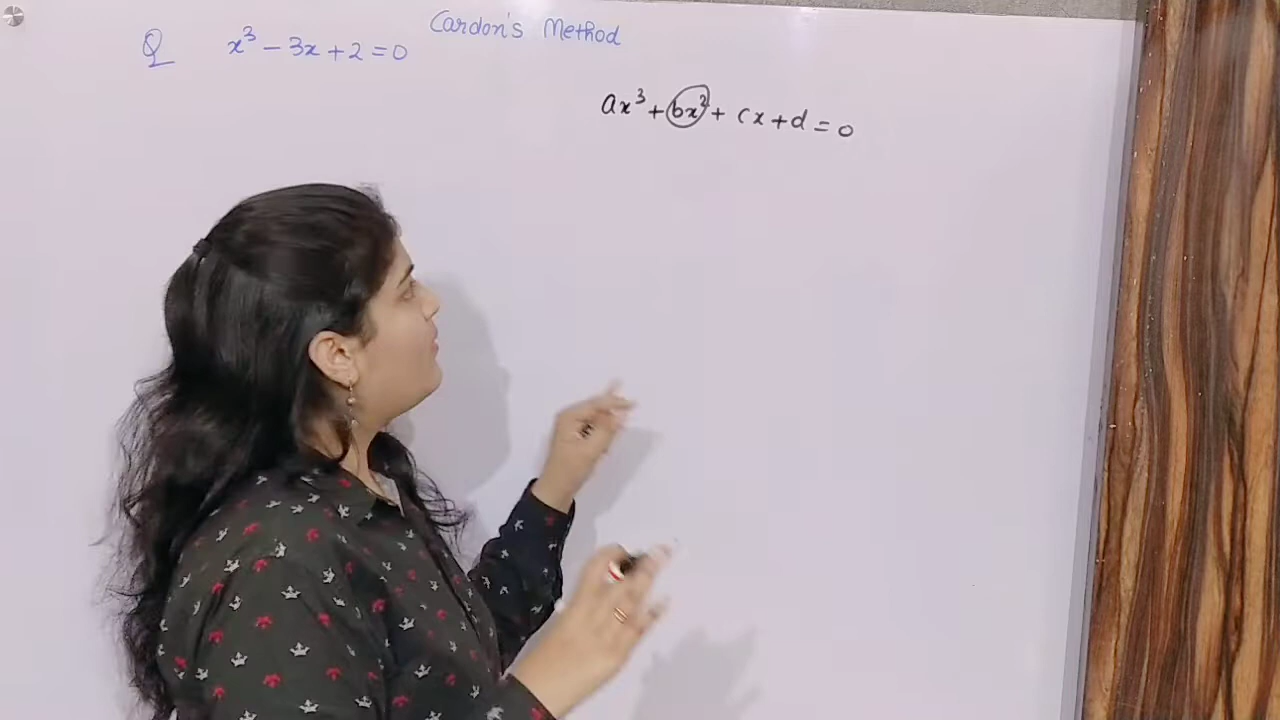 Cardon's Method
Q x³ - 3x + 2 = 0
ax³ + bx² + cx + d = 0